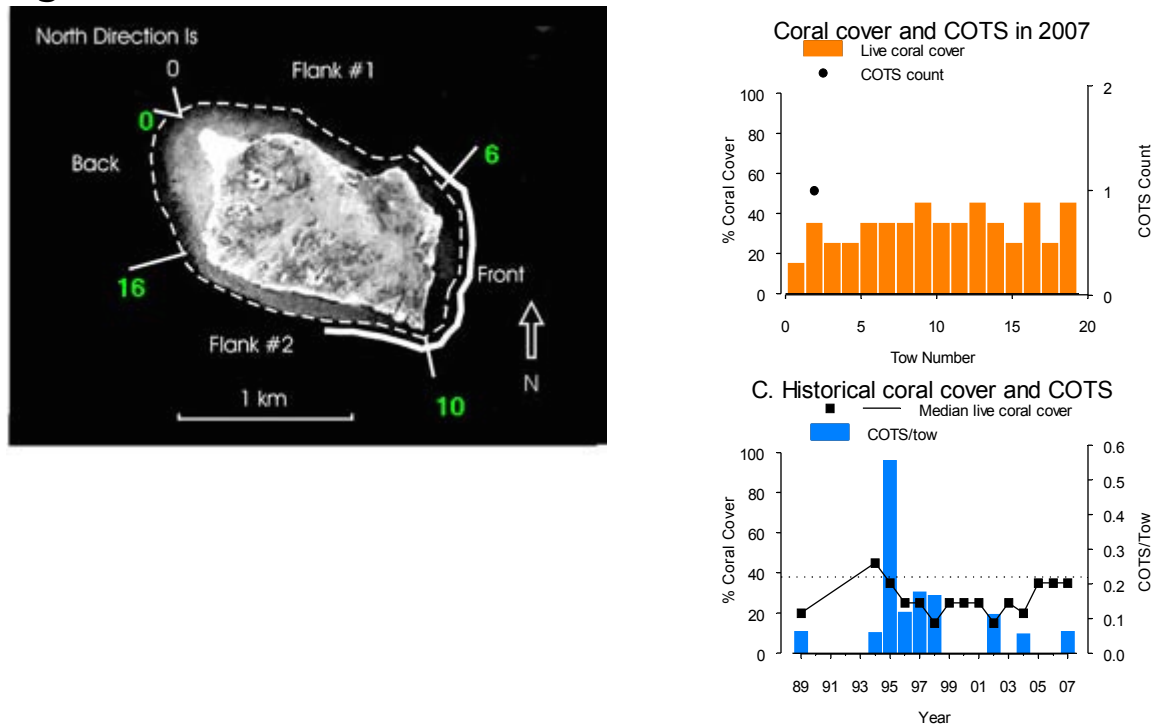 North Direction Is
0
Flank #1
0
6
Back
Front
16
Flank #2
N
1 km
10
Coral cover and COTS in 2007
Live coral cover
COTS count
100
80
60
40
20
0
% Coral Cover
2
1
0
COTS Count
0 5 10 15 20
Tow Number
C. Historical coral cover and COTS
Median live coral cover
COTS/tow
100
80
60
40
20
0
% Coral Cover
0.6
0.5
0.4
0.3
0.2
0.1
0.0
COTS/Tow
89 91 93 95 97 99 01 03 05 07
Year